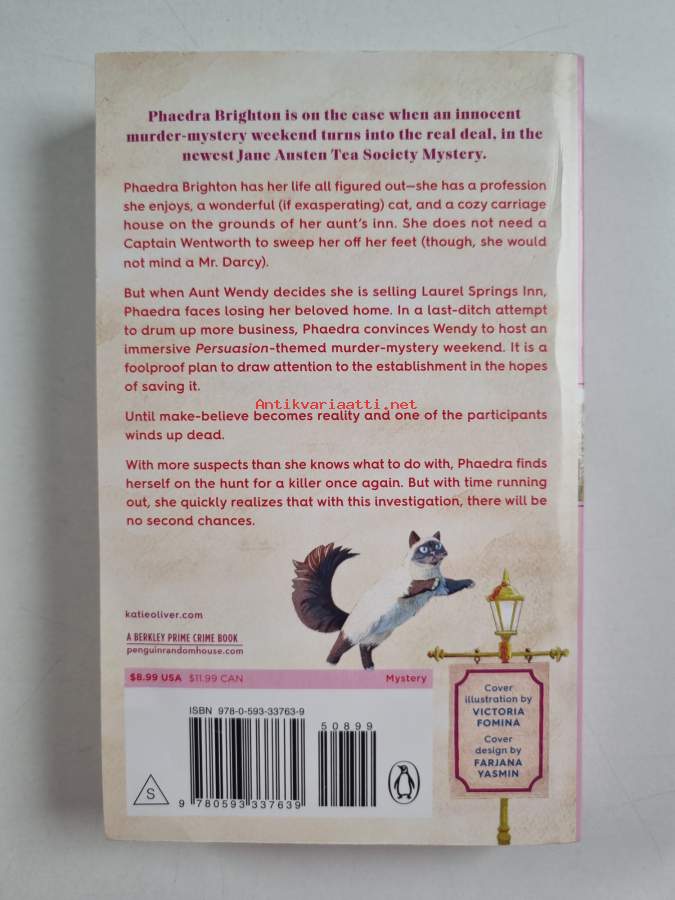 Phaedra Brighton is on the case when an innocent
murder-mystery weekend turns into the real deal, in the
newest Jane Austen Tea Society Mystery.
Phaedra Brighton has her life all figured out—she has a profession
she enjoys, a wonderful (if exasperating) cat, and a cozy carriage
house on the grounds of her aunt's inn. She does not need a
Captain Wentworth to sweep her off her feet (though, she would
not mind a Mr. Darcy).
But when Aunt Wendy decides she is selling Laurel Springs Inn,
Phaedra faces losing her beloved home. In a last-ditch attempt
to drum up more business, Phaedra convinces Wendy to host an
immersive Persuasion-themed murder-mystery weekend. It is a
foolproof plan to draw attention to the establishment in the hopes
of saving it.
Antikvariaatti.net
Until make-believe becomes reality and one of the participants
winds up dead.
With more suspects than she knows what to do with, Phaedra finds
herself on the hunt for a killer once again. But with time running
out, she quickly realizes that with this investigation, there will be
no second chances.
katieoliver.com
A BERKLEY PRIME CRIME BOOK
penguinrandomhouse.com
$8.99 USA $11.99 CAN Mystery
ISBN 978-0-593-33763-9
50899
S
9 780593 337639
Cover
illustration by
VICTORIA
FOMINA
Cover
design by
FARJANA
YASMIN